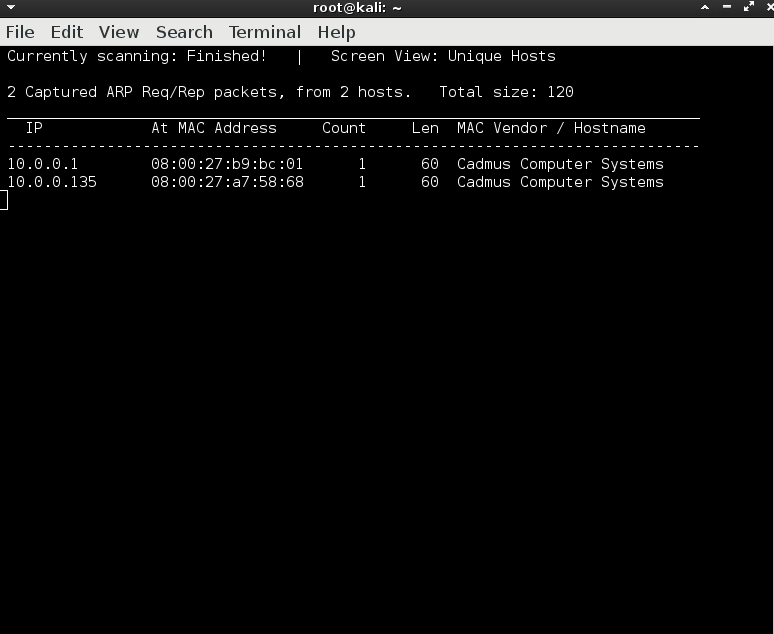 root@kali: ~
File Edit View Search Terminal Help
Currently scanning: Finished! | Screen View: Unique Hosts
2 Captured ARP Req/Rep packets, from 2 hosts. Total size: 120
_____________________________________________________________________________
IP At MAC Address Count Len MAC Vendor / Hostname
-----------------------------------------------------------------------------
10.0.0.1 08:00:27:b9:bc:01 1 60 Cadmus Computer Systems
10.0.0.135 08:00:27:a7:58:68 1 60 Cadmus Computer Systems